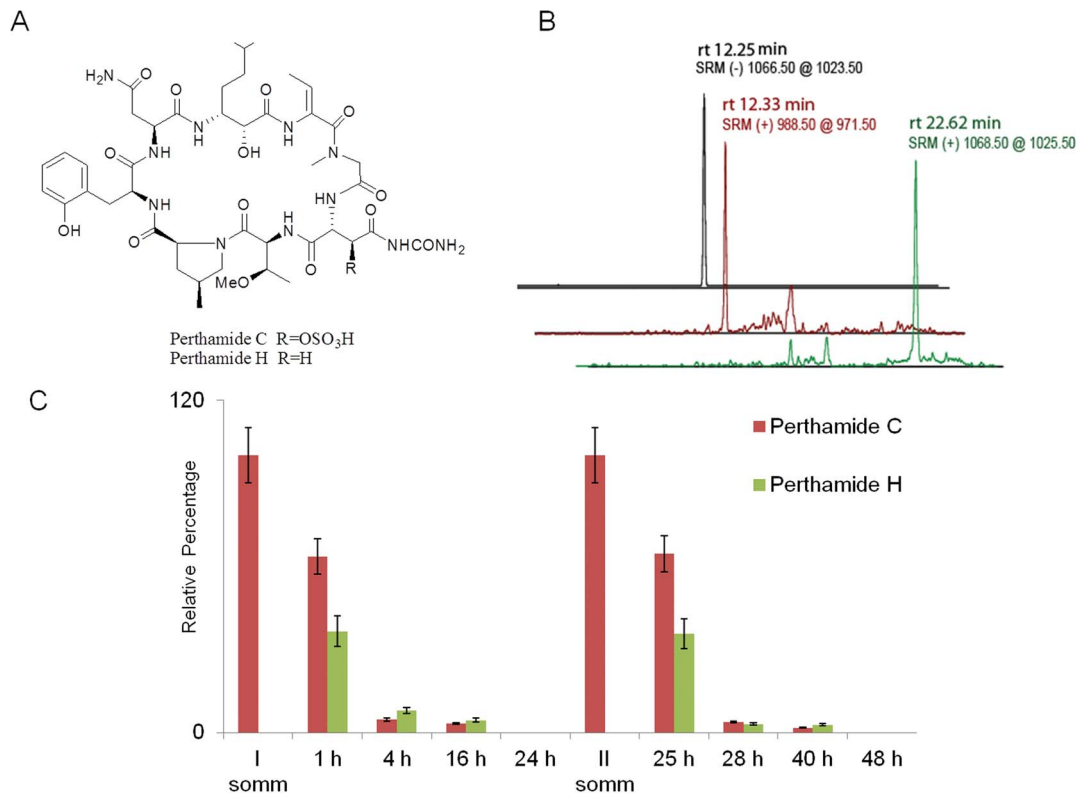 A
B
H₂N
O
O
H
N
O
O
N
H
OH
H
N
O
N
O
O
NH
HN
O
NH
OH
O
N
O
H
N
O
O
NHCONH₂
MeO
R
Perthamide C R=OSO₃H
Perthamide H R=H
rt 12.25 min
SRM (-) 1066.50 @ 1023.50
rt 12.33 min
SRM (+) 988.50 @ 971.50
rt 22.62 min
SRM (+) 1068.50 @ 1025.50
C
120
0
Relative Percentage
Perthamide C
Perthamide H
I somm
1 h
4 h
16 h
24 h
II somm
25 h
28 h
40 h
48 h